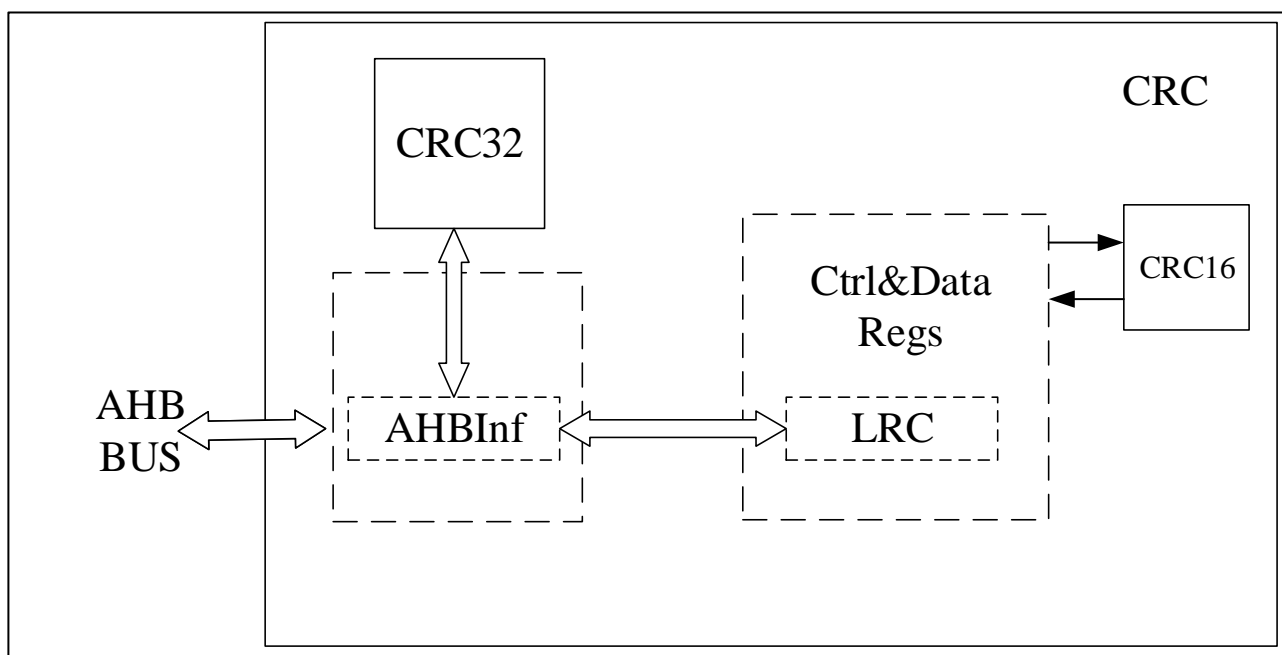 CRC
CRC32
Ctrl&Data
Regs
CRC16
AHB
BUS
AHBInf
LRC